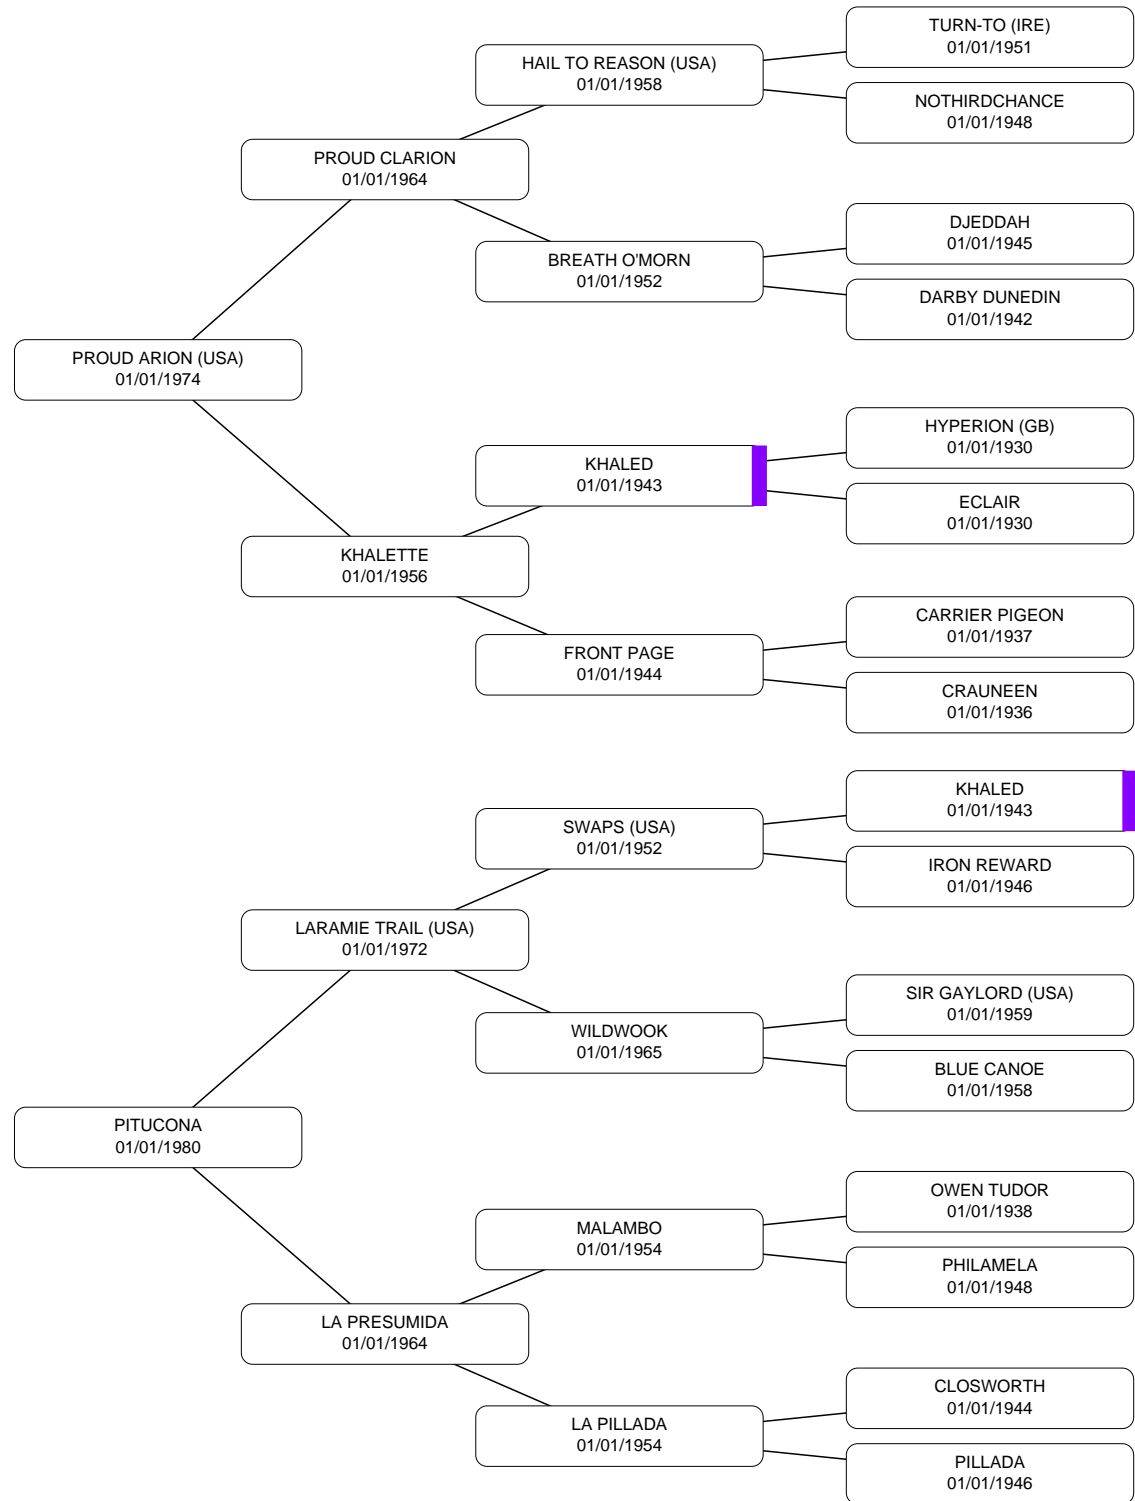 TURN-TO (IRE)
01/01/1951
HAIL TO REASON (USA)
01/01/1958
NOTHIRDCHANCE
01/01/1948
PROUD CLARION
01/01/1964
DJEDDAH
01/01/1945
BREATH O'MORN
01/01/1952
DARBY DUNEDIN
01/01/1942
PROUD ARION (USA)
01/01/1974
HYPERION (GB)
01/01/1930
KHALED
01/01/1943
ECLAIR
01/01/1930
KHALETTE
01/01/1956
CARRIER PIGEON
01/01/1937
FRONT PAGE
01/01/1944
CRAUNEEN
01/01/1936
KHALED
01/01/1943
SWAPS (USA)
01/01/1952
IRON REWARD
01/01/1946
LARAMIE TRAIL (USA)
01/01/1972
SIR GAYLORD (USA)
01/01/1959
WILDWOOK
01/01/1965
BLUE CANOE
01/01/1958
PITUCONA
01/01/1980
OWEN TUDOR
01/01/1938
MALAMBO
01/01/1954
PHILAMELA
01/01/1948
LA PRESUMIDA
01/01/1964
CLOSWORTH
01/01/1944
LA PILLADA
01/01/1954
PILLADA
01/01/1946